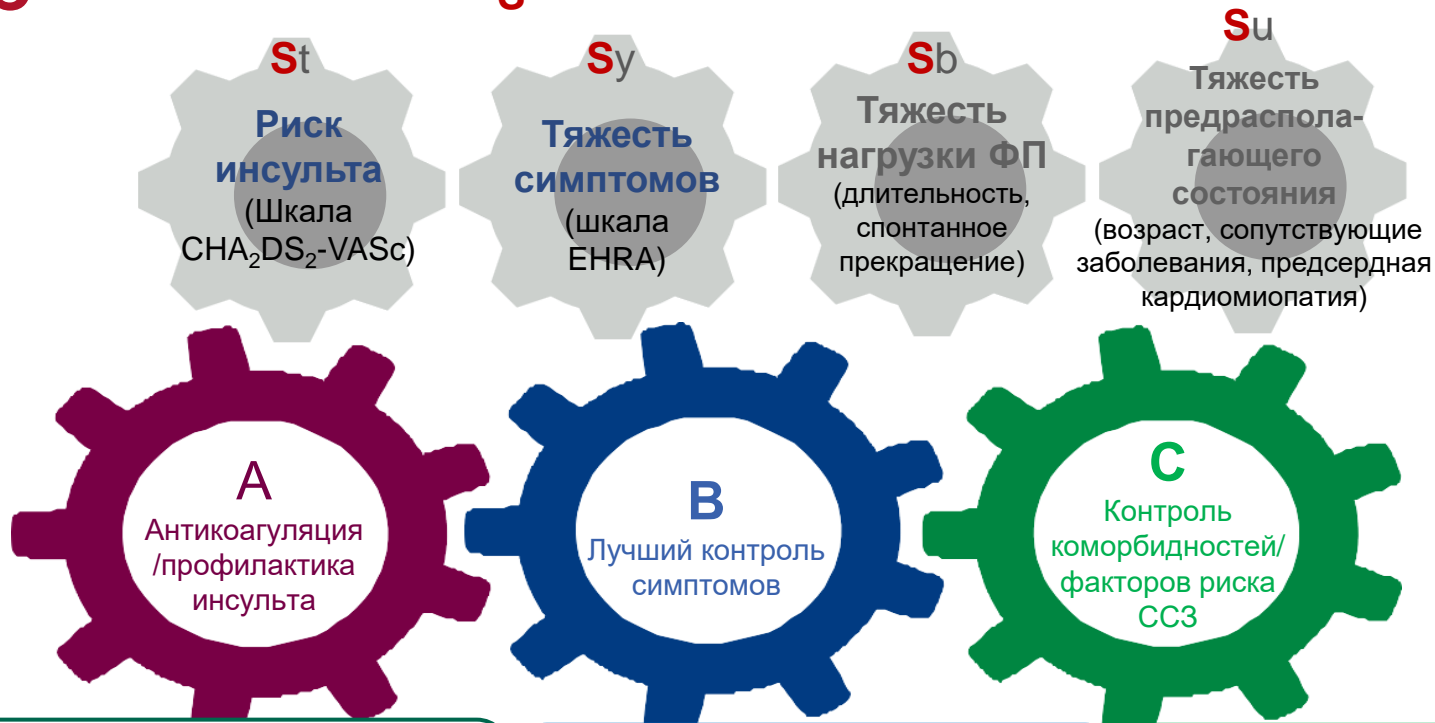 St
Риск
инсульта
(Шкала
CHA₂DS₂-VASc)
Sy
Тяжесть
симптомов
(шкала
EHRA)
Sb
Тяжесть
нагрузки ФП
(длительность,
спонтанное
прекращение)
Su
Тяжесть
предраспола-
гающего
состояния
(возраст, сопутствующие
заболевания, предсердная
кардиомиопатия)
A
Антикоагуляция
/профилактика
инсульта
B
Лучший контроль
симптомов
C
Контроль
коморбидностей/
факторов риска
ССЗ